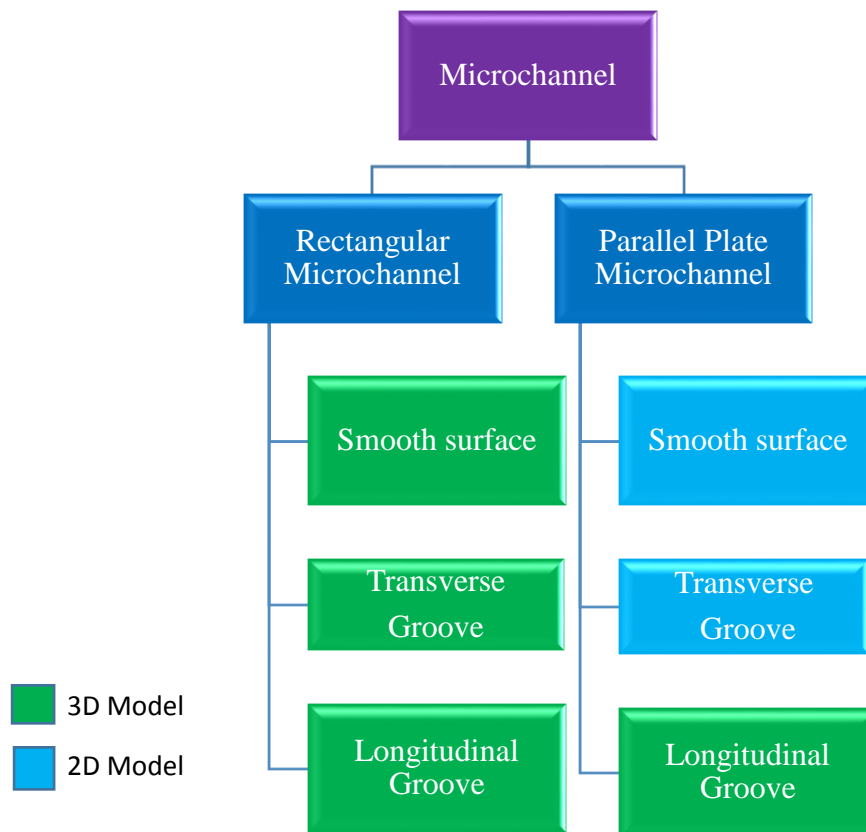 Microchannel
Rectangular
Microchannel
Parallel Plate
Microchannel
Smooth surface
Smooth surface
Transverse
Groove
Transverse
Groove
Longitudinal
Groove
Longitudinal
Groove
3D Model
2D Model